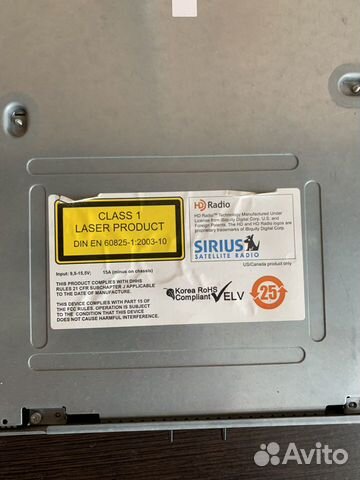 CLASS 1
LASER PRODUCT
DIN EN 60825-1:2003-10
HD Radio
HD Radio™ Technology Manufactured Under
License from iBiquity Digital Corp. U.S. and
Foreign Patents. The HD and HD Radio logos are
proprietary trademarks of iBiquity Digital Corp.
SIRIUS
SATELLITE RADIO
US/Canada product only
Input: 9,5-15,5V, 15A (minus on chassis)
THIS PRODUCT COMPLIES WITH DHHS
RULES 21 CFR SUBCHAPTER J APPLICABLE
TO THE DATE OF MANUFACTURE.
THIS DEVICE COMPLIES WITH PART 15 OF
THE FCC RULES. OPERATION IS SUBJECT
TO THE CONDITION THAT THIS DEVICE
DOES NOT CAUSE HARMFUL INTERFERENCE
Korea RoHS
Compliant
ELV
25
Avito